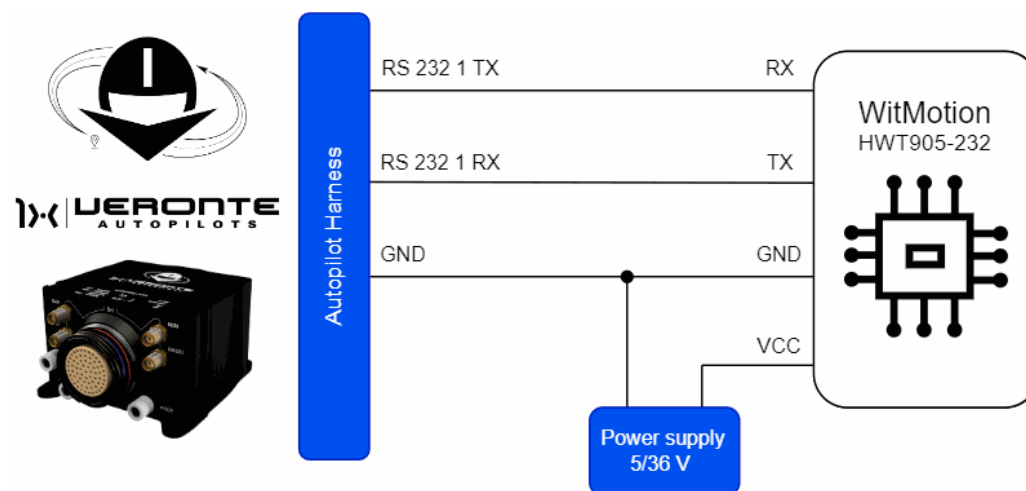 VERONTE
AUTOPILOTS
Autopilot Harness
RS 232 1 TX
RX
RS 232 1 RX
TX
GND
GND
VCC
WitMotion
HWT905-232
Power supply
5/36 V